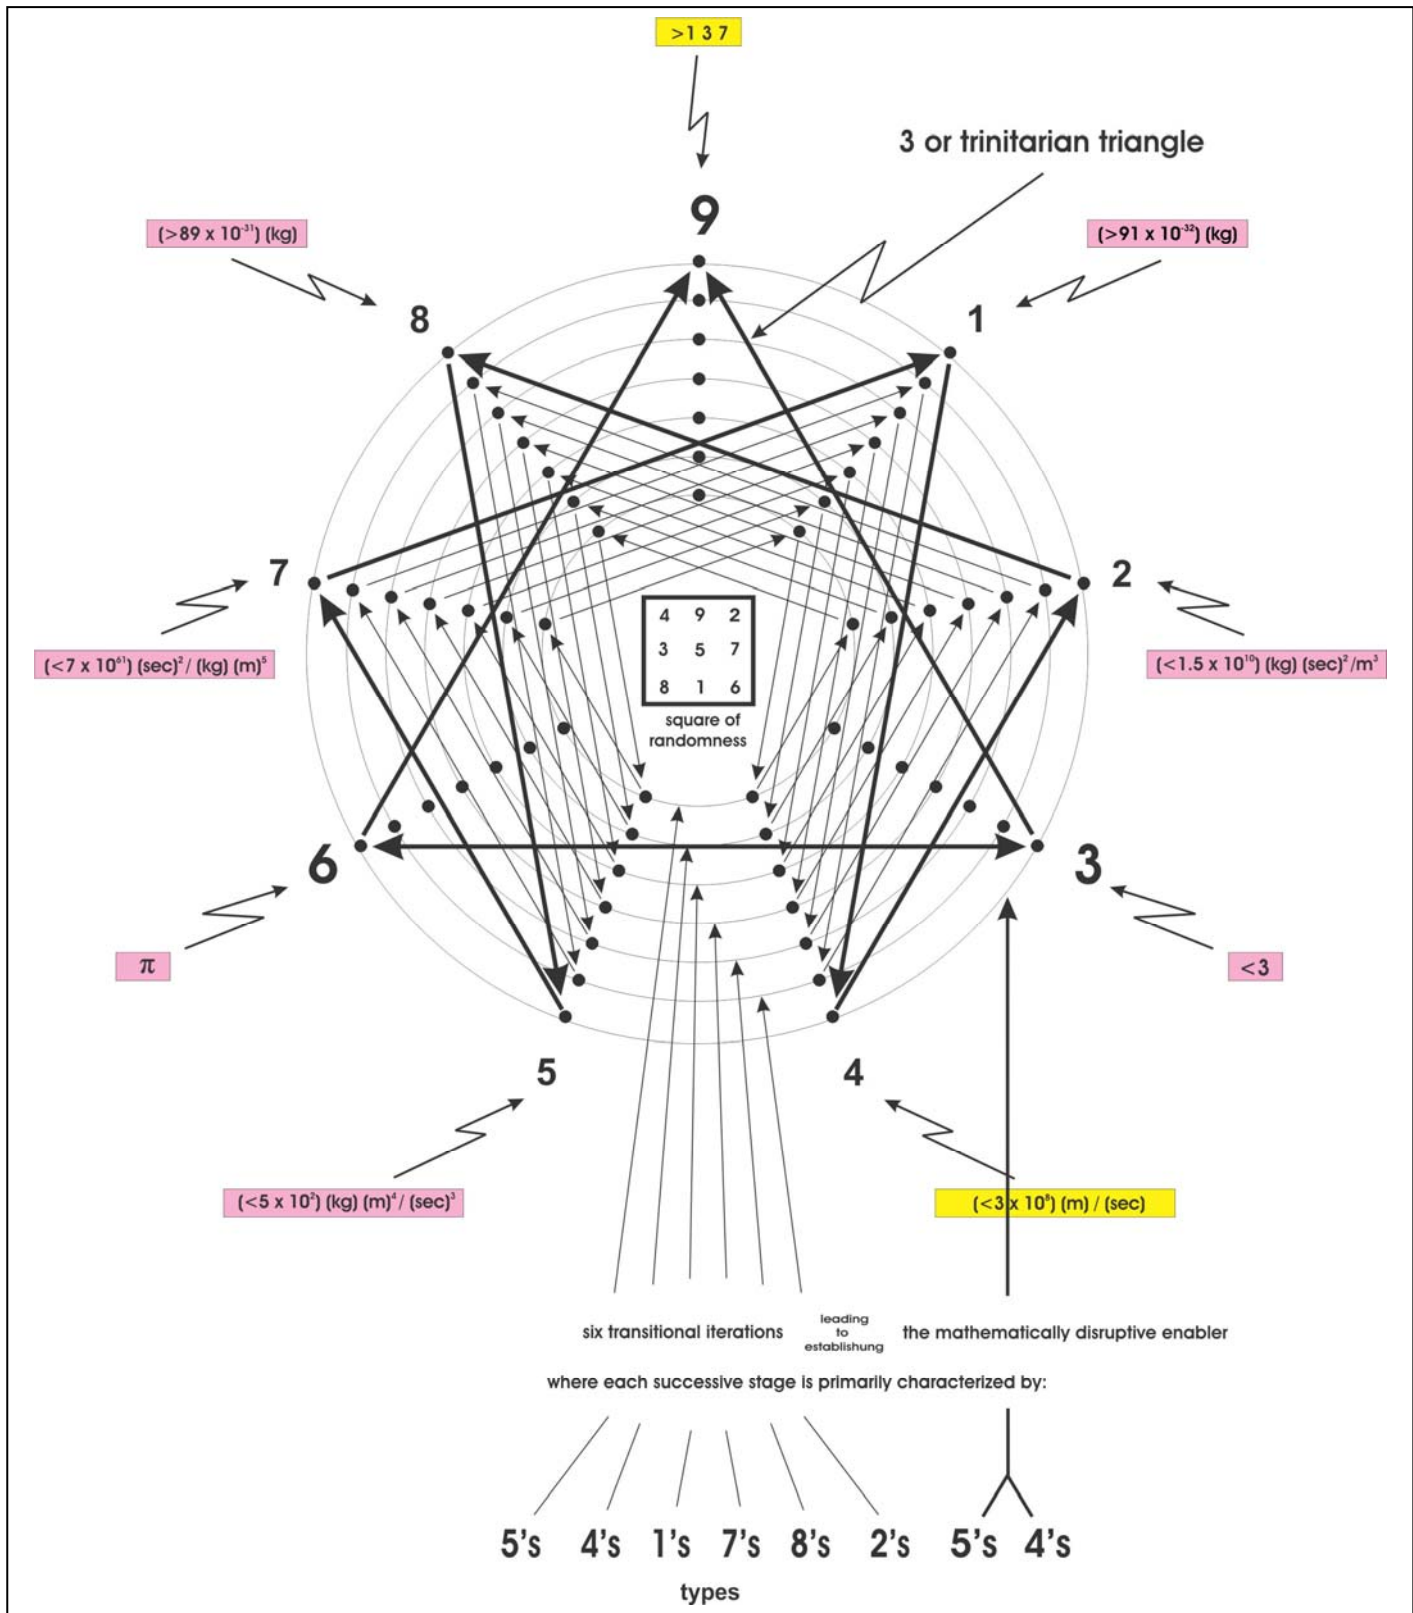 >1 3 7
3 or trinitarian triangle
9
(>89 x 10⁻³¹) (kg)
(>91 x 10⁻³²) (kg)
8
1
7
2
4 9 2
3 5 7
8 1 6
square of
randomness
(<7 x 10⁶¹) (sec)²/ (kg) (m)⁵
(<1.5 x 10¹⁰) (kg) (sec)²/m³
6
3
π
<3
5
4
(<5 x 10²) (kg) (m)⁴/ (sec)³
(<3 x 10⁸) (m) / (sec)
six transitional iterations
leading
to
establishung
the mathematically disruptive enabler
where each successive stage is primarily characterized by:
5's 4's 1's 7's 8's 2's 5's 4's
types